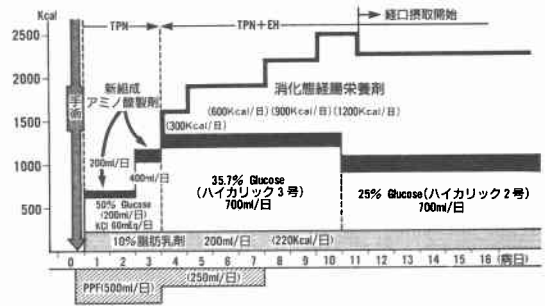 Kcal
TPN
TPN+EH
経口摂取開始
2500
2000
1500
1000
500
手術
新組成
アミノ酸製剤
消化態経腸栄養剤
(300Kcal/日)
(600Kcal/日)(900Kcal/日)(1200Kcal/日)
200ml/日
400ml/日
50% Glucose
(200ml/日)
KCl 60mEq/日
35.7% Glucose
(ハイカリック3号)
700ml/日
25% Glucose(ハイカリック2号)
700ml/日
10%脂肪乳剤 200ml/日 (220Kcal/日)
0 1 2 3 4 5 6 7 8 9 10 11 12 13 14 15 16 (病日)
PPF(500ml/日)
(250ml/日)